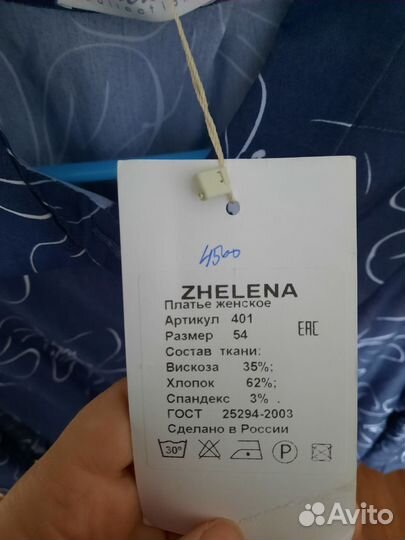 4500
ZHELENA
Платье женское
Артикул 401
Размер 54
EAC
Состав ткани:
Вискоза 35%;
Хлопок 62%;
Спандекс 3% .
ГОСТ 25294-2003
Сделано в России
30°
Avito